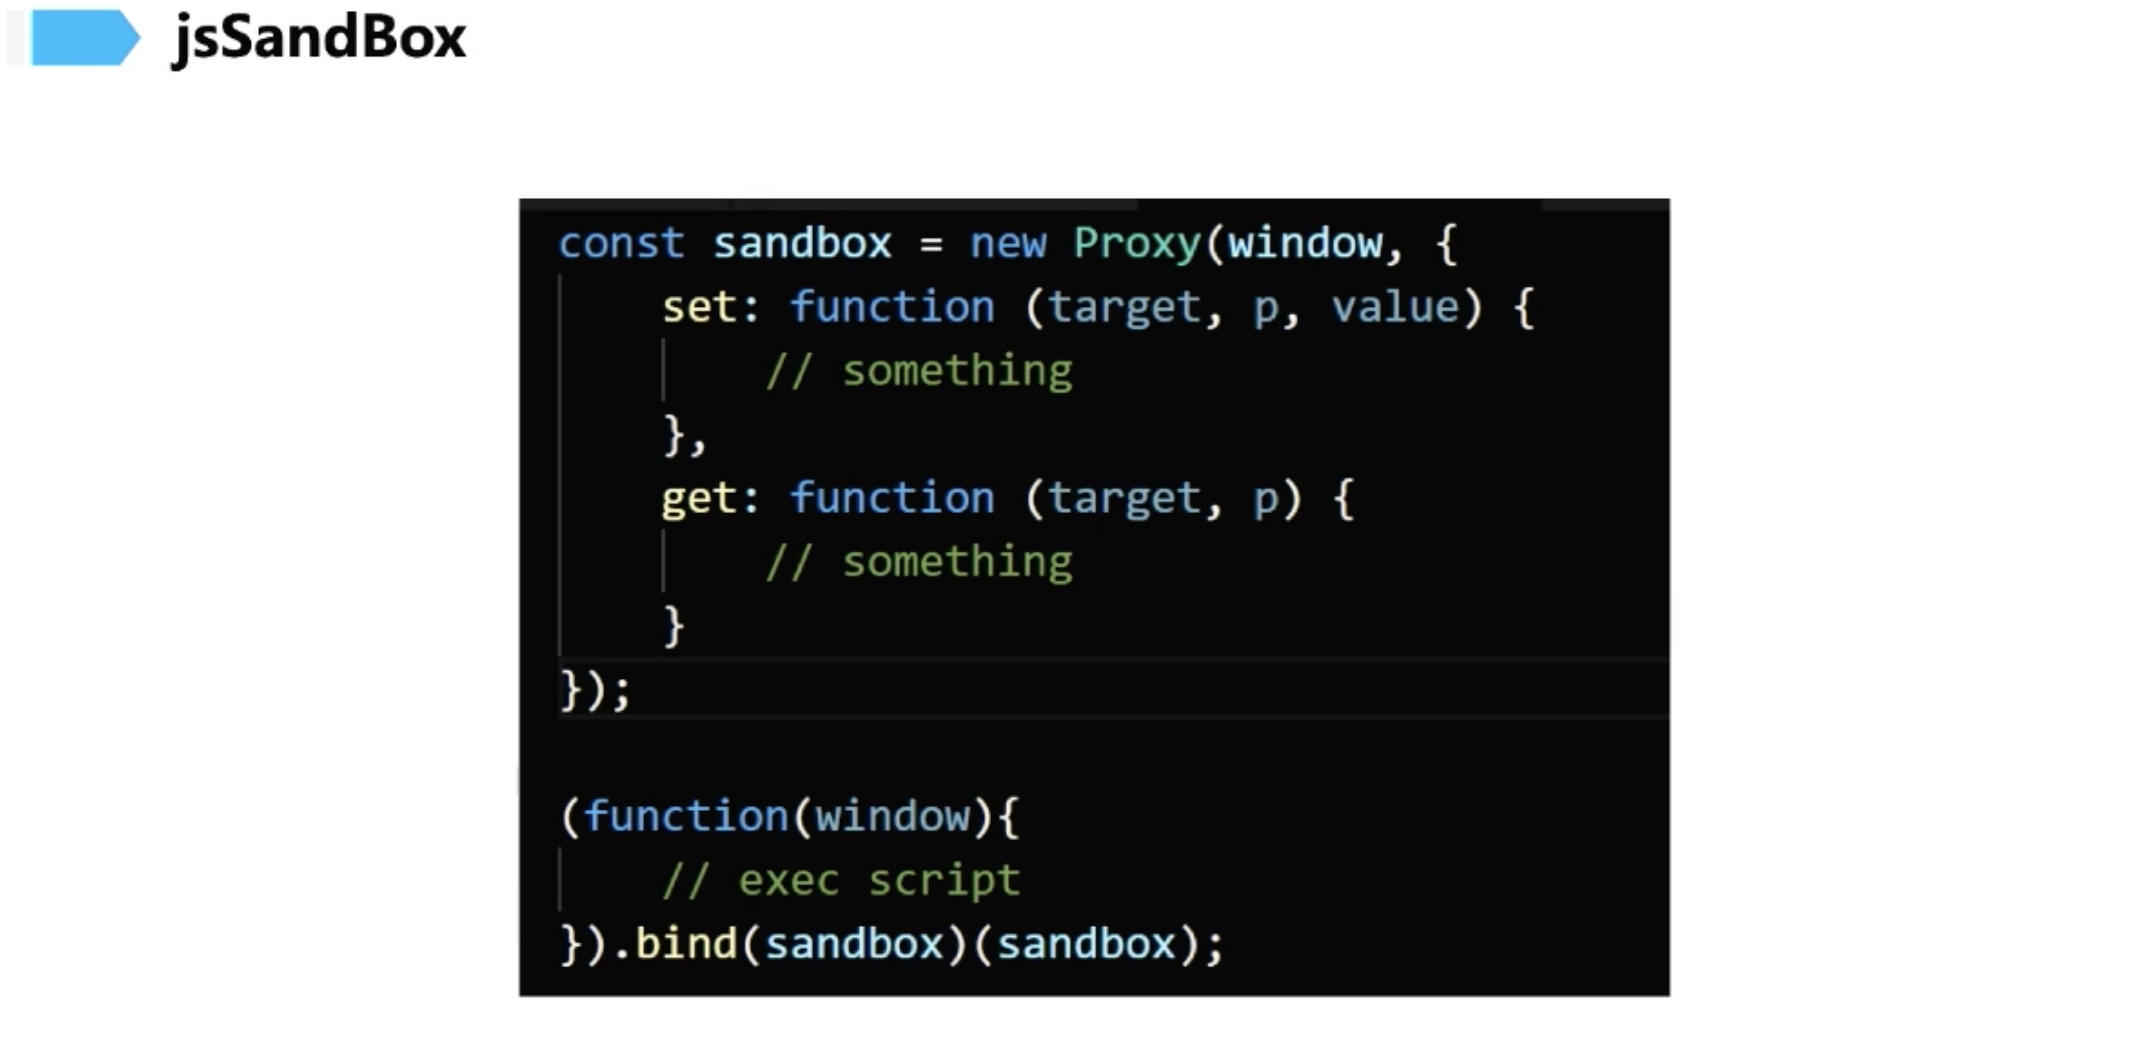 jsSandBox
const sandbox = new Proxy(window, {
    set: function (target, p, value) {
        // something
    },
    get: function (target, p) {
        // something
    }
});
(function(window){
    // exec script
}).bind(sandbox)(sandbox);